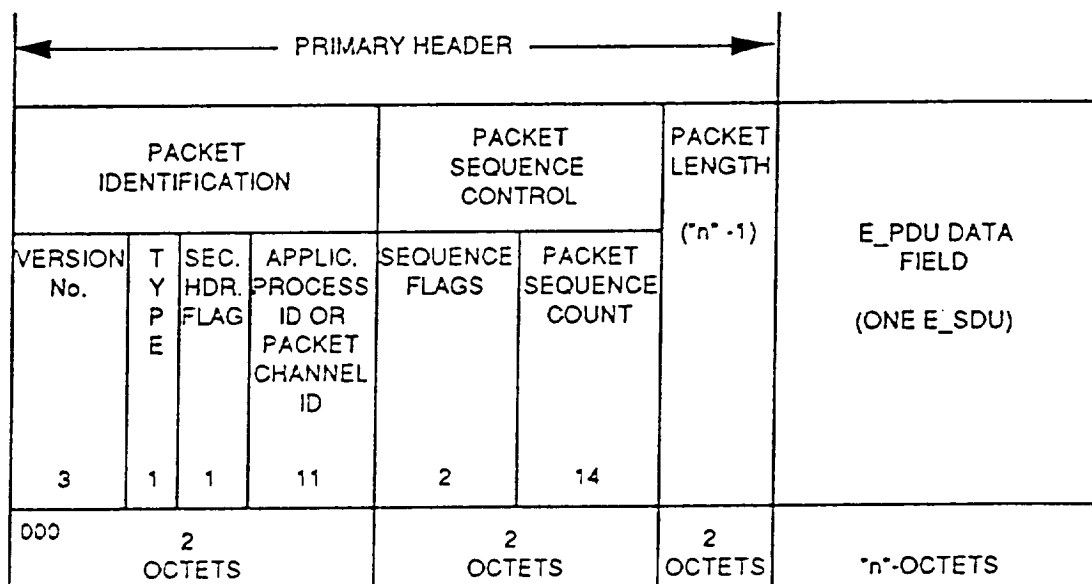 PRIMARY HEADER
PACKET
IDENTIFICATION
PACKET
SEQUENCE
CONTROL
PACKET
LENGTH
("n" -1)
VERSION
No.
3
T
Y
P
E
1
SEC.
HDR.
FLAG
1
APPLIC.
PROCESS
ID OR
PACKET
CHANNEL
ID
11
SEQUENCE
FLAGS
2
PACKET
SEQUENCE
COUNT
14
E_PDU DATA
FIELD
(ONE E_SDU)
000
2
OCTETS
2
OCTETS
2
OCTETS
"n"-OCTETS